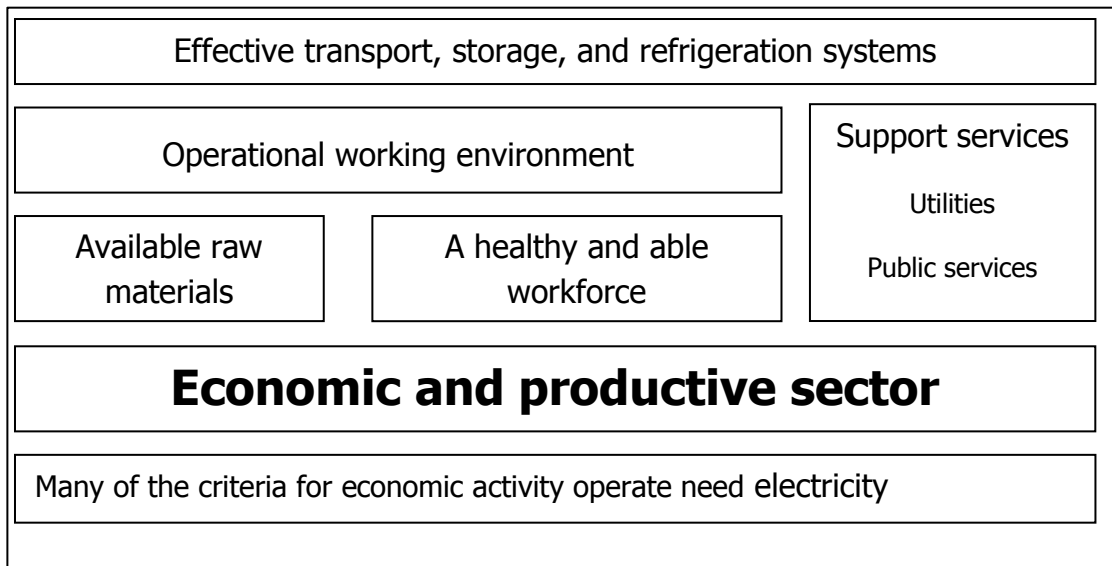 Effective transport, storage, and refrigeration systems
Operational working environment
Support services
Utilities
Public services
Available raw
materials
A healthy and able
workforce
Economic and productive sector
Many of the criteria for economic activity operate need electricity